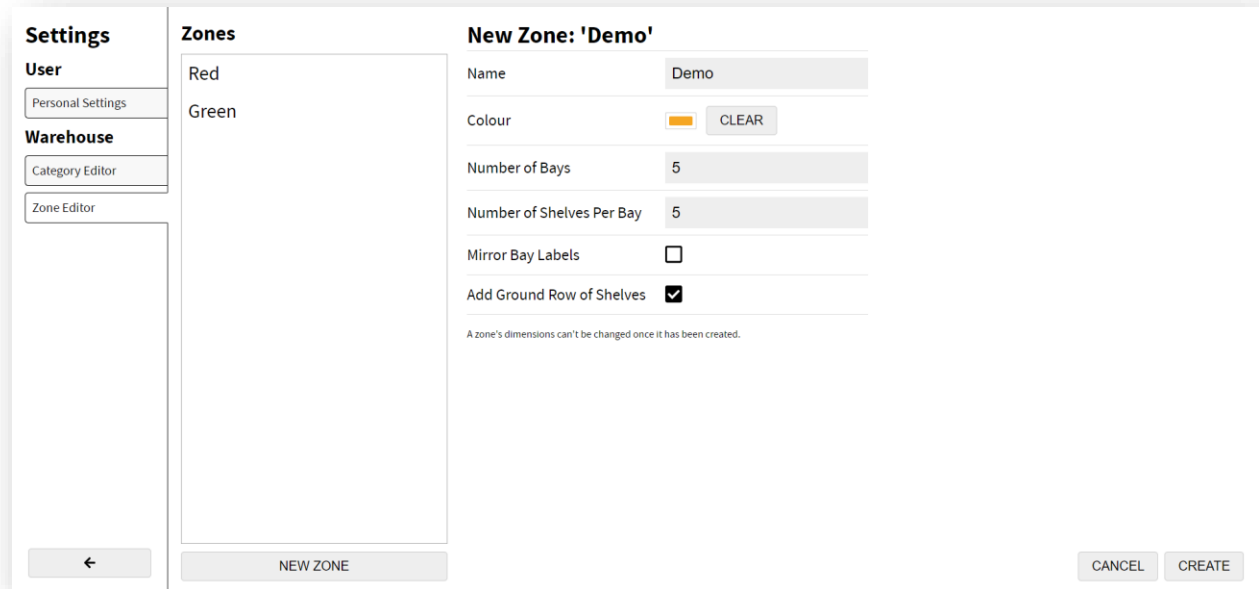 Settings
User
Personal Settings
Warehouse
Category Editor
Zone Editor
Zones
Red
Green
NEW ZONE
New Zone: 'Demo'
Name Demo
Colour CLEAR
Number of Bays 5
Number of Shelves Per Bay 5
Mirror Bay Labels
Add Ground Row of Shelves
A zone's dimensions can't be changed once it has been created.
CANCEL CREATE